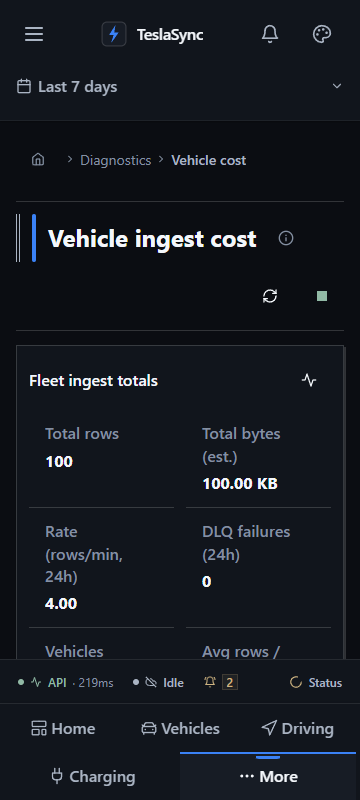 TeslaSync
Last 7 days
Diagnostics
Vehicle cost
Vehicle ingest cost
Fleet ingest totals
Total rows
100
Total bytes
(est.)
100.00 KB
Rate
(rows/min,
24h)
4.00
DLQ failures
(24h)
0
Vehicles
Avg rows /
API · 219ms
Idle
2
Status
Home
Vehicles
Driving
Charging
More